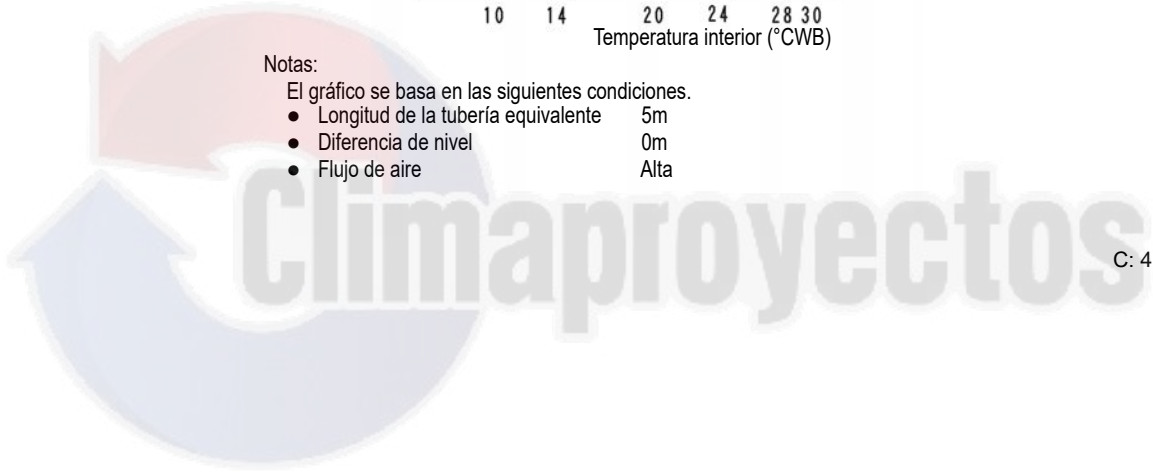 10 14 20 24 28 30
Temperatura interior (°CWB)
Notas:
El gráfico se basa en las siguientes condiciones.
● Longitud de la tubería equivalente 5m
● Diferencia de nivel 0m
● Flujo de aire Alta
Climaproyectos
C: 4